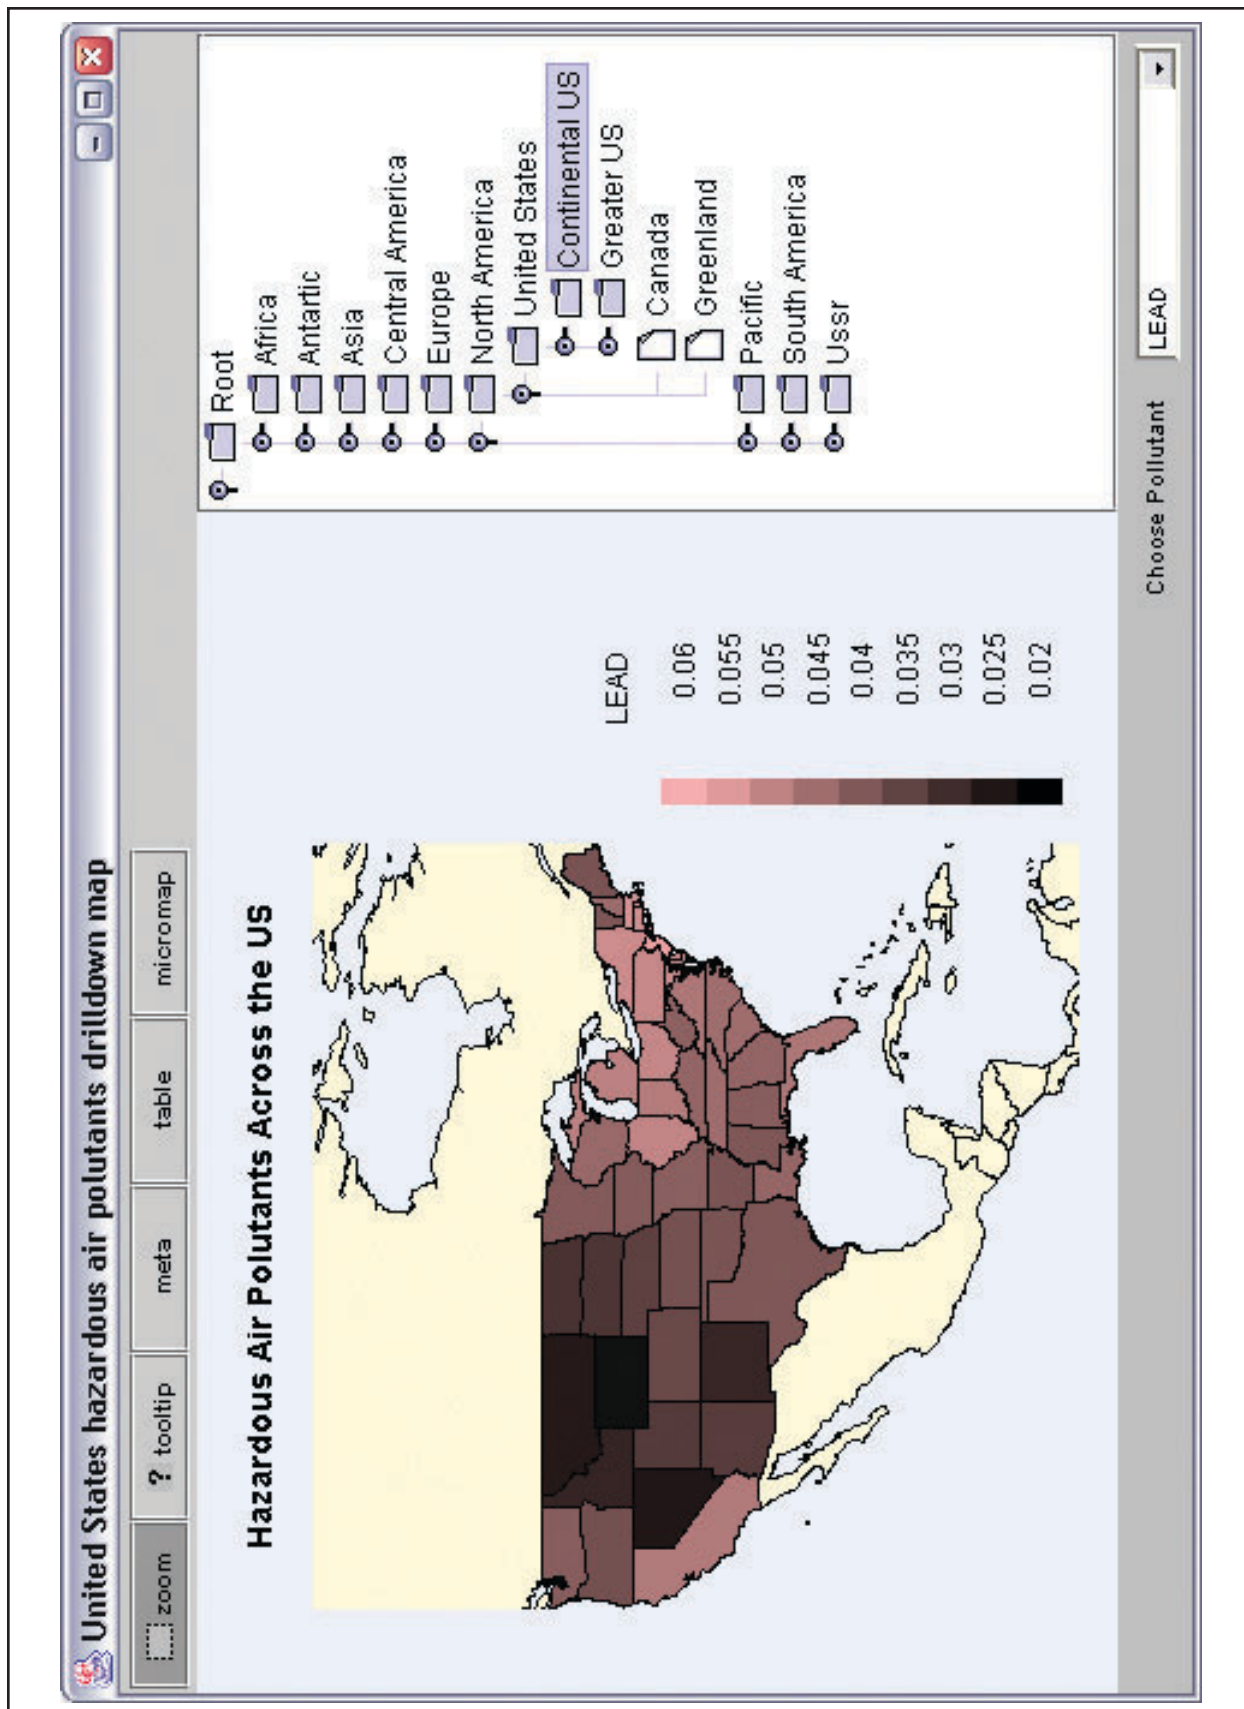 United States hazardous air polutants drilldown map
zoom
? tooltip
meta
table
micromap
Hazardous Air Polutants Across the US
LEAD
0.06
0.055
0.05
0.045
0.04
0.035
0.03
0.025
0.02
Root
Africa
Antartic
Asia
Central America
Europe
North America
United States
Continental US
Greater US
Canada
Greenland
Pacific
South America
Ussr
Choose Pollutant
LEAD